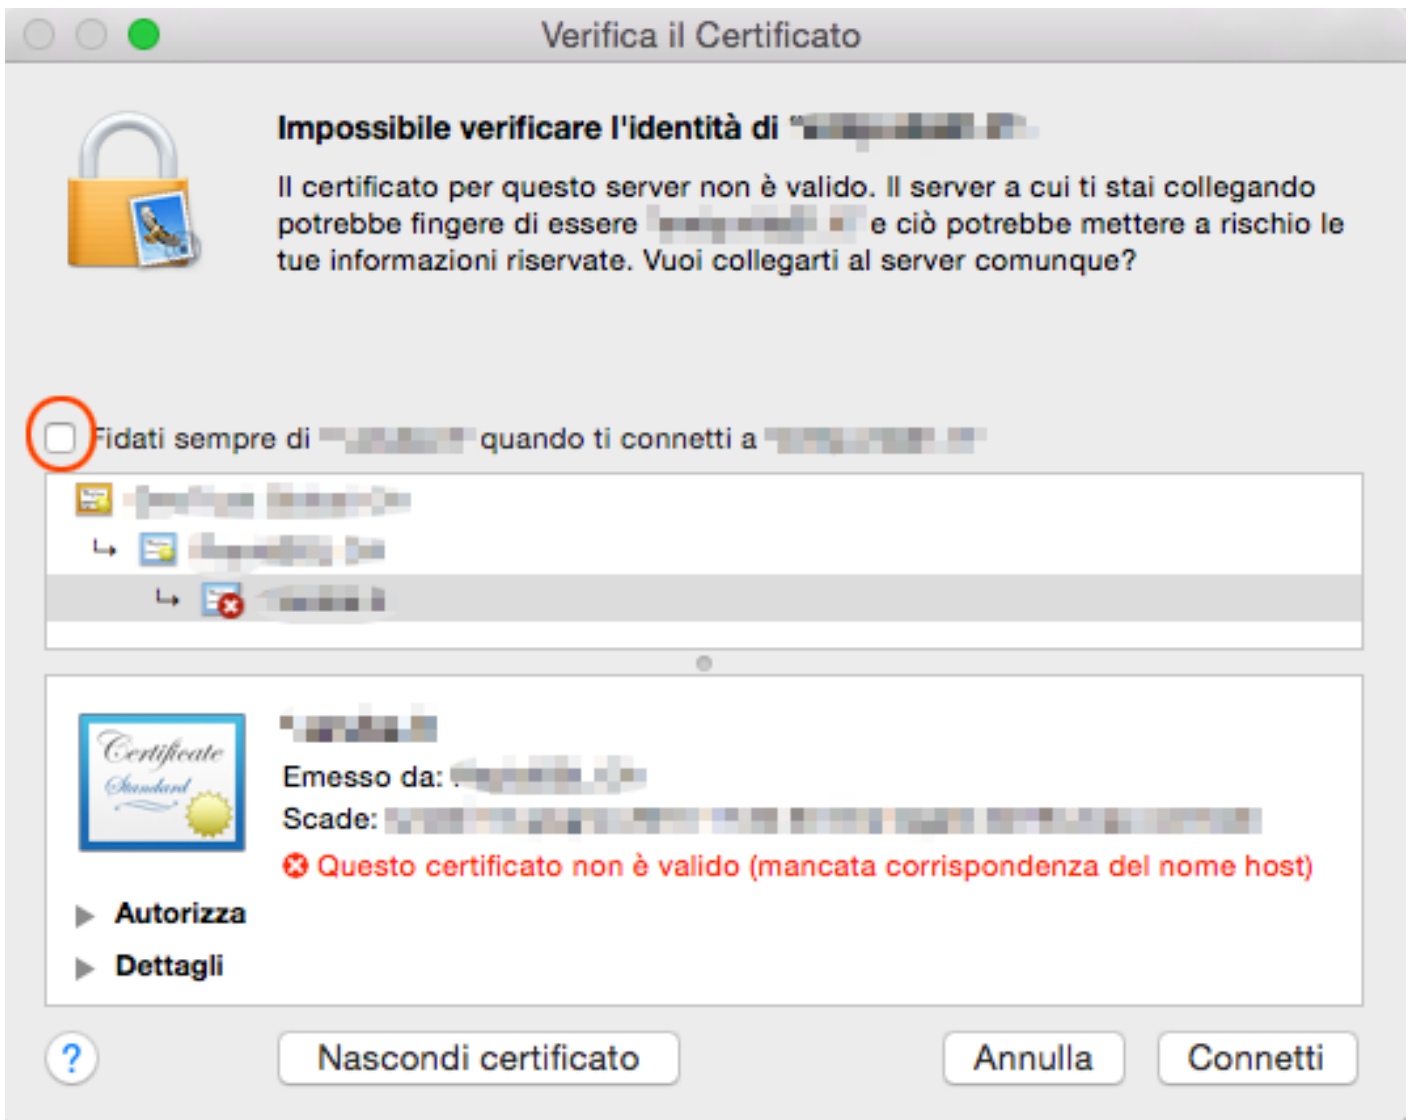 Verifica il Certificato
Impossibile verificare l'identità di
Il certificato per questo server non è valido. Il server a cui ti stai collegando
potrebbe fingere di essere e ciò potrebbe mettere a rischio le
tue informazioni riservate. Vuoi collegarti al server comunque?
Fidati sempre di quando ti connetti a
Certificate
Standard
Emesso da:
Scade:
Questo certificato non è valido (mancata corrispondenza del nome host)
Autorizza
Dettagli
? Nascondi certificato Annulla Connetti